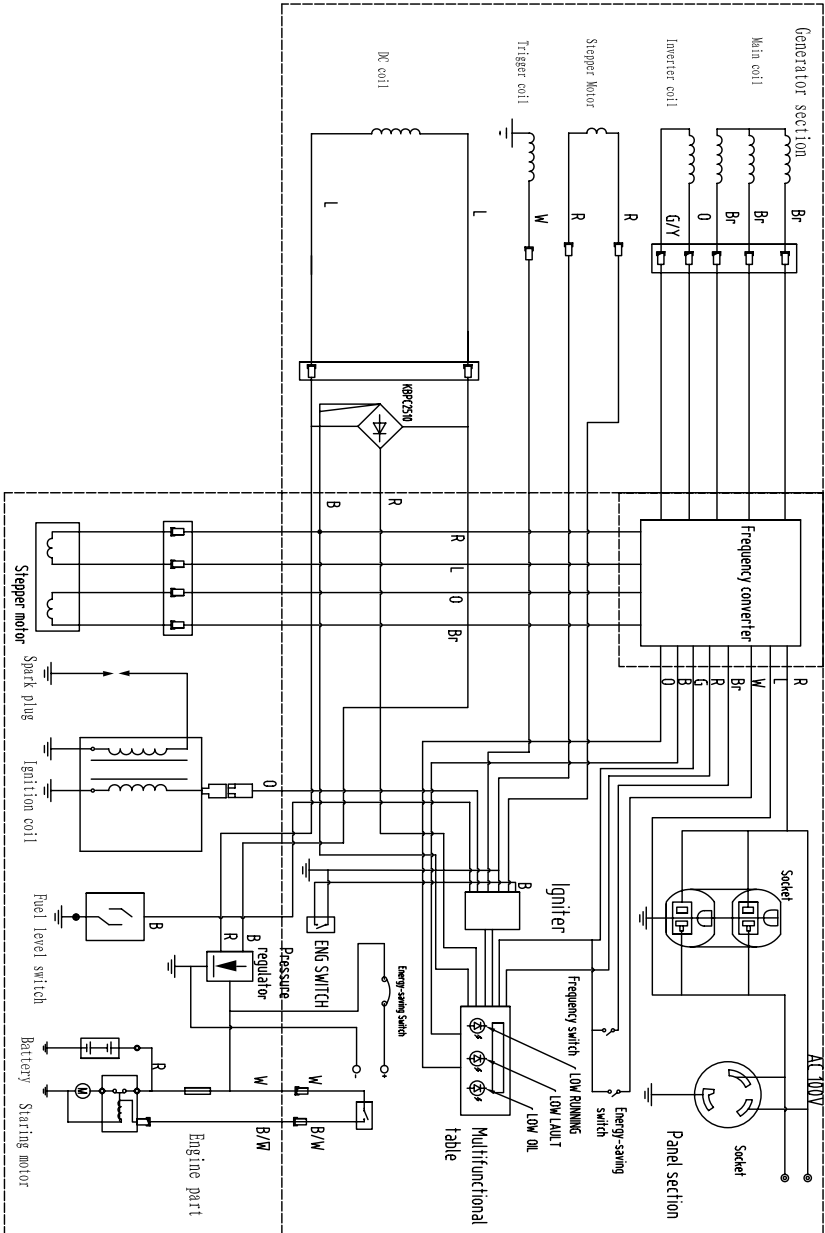 Generator section
Main coil
Inverter coil
Stepper Motor
Trigger coil
DC coil
Br
Br
Br
O
G/Y
R
R
W
L
L
KBPC2510
R
B
Frequency converter
R
L
O
Br
Stepper motor
Spark plug
Ignition coil
O
Fuel level switch
B
R
L
W
Br
R
G
B
O
Socket
AC 100V
Socket
Panel section
Igniter
B
ENG SWITCH
Pressure
regulator
B
R
Energy-saving Switch
-
+
Frequency switch
Energy-saving
switch
LOW RUNNING
LOW LAULT
LOW OIL
Multifunctional
table
Battery
R
Staring motor
M
W
W
B/W
B/W
Engine part